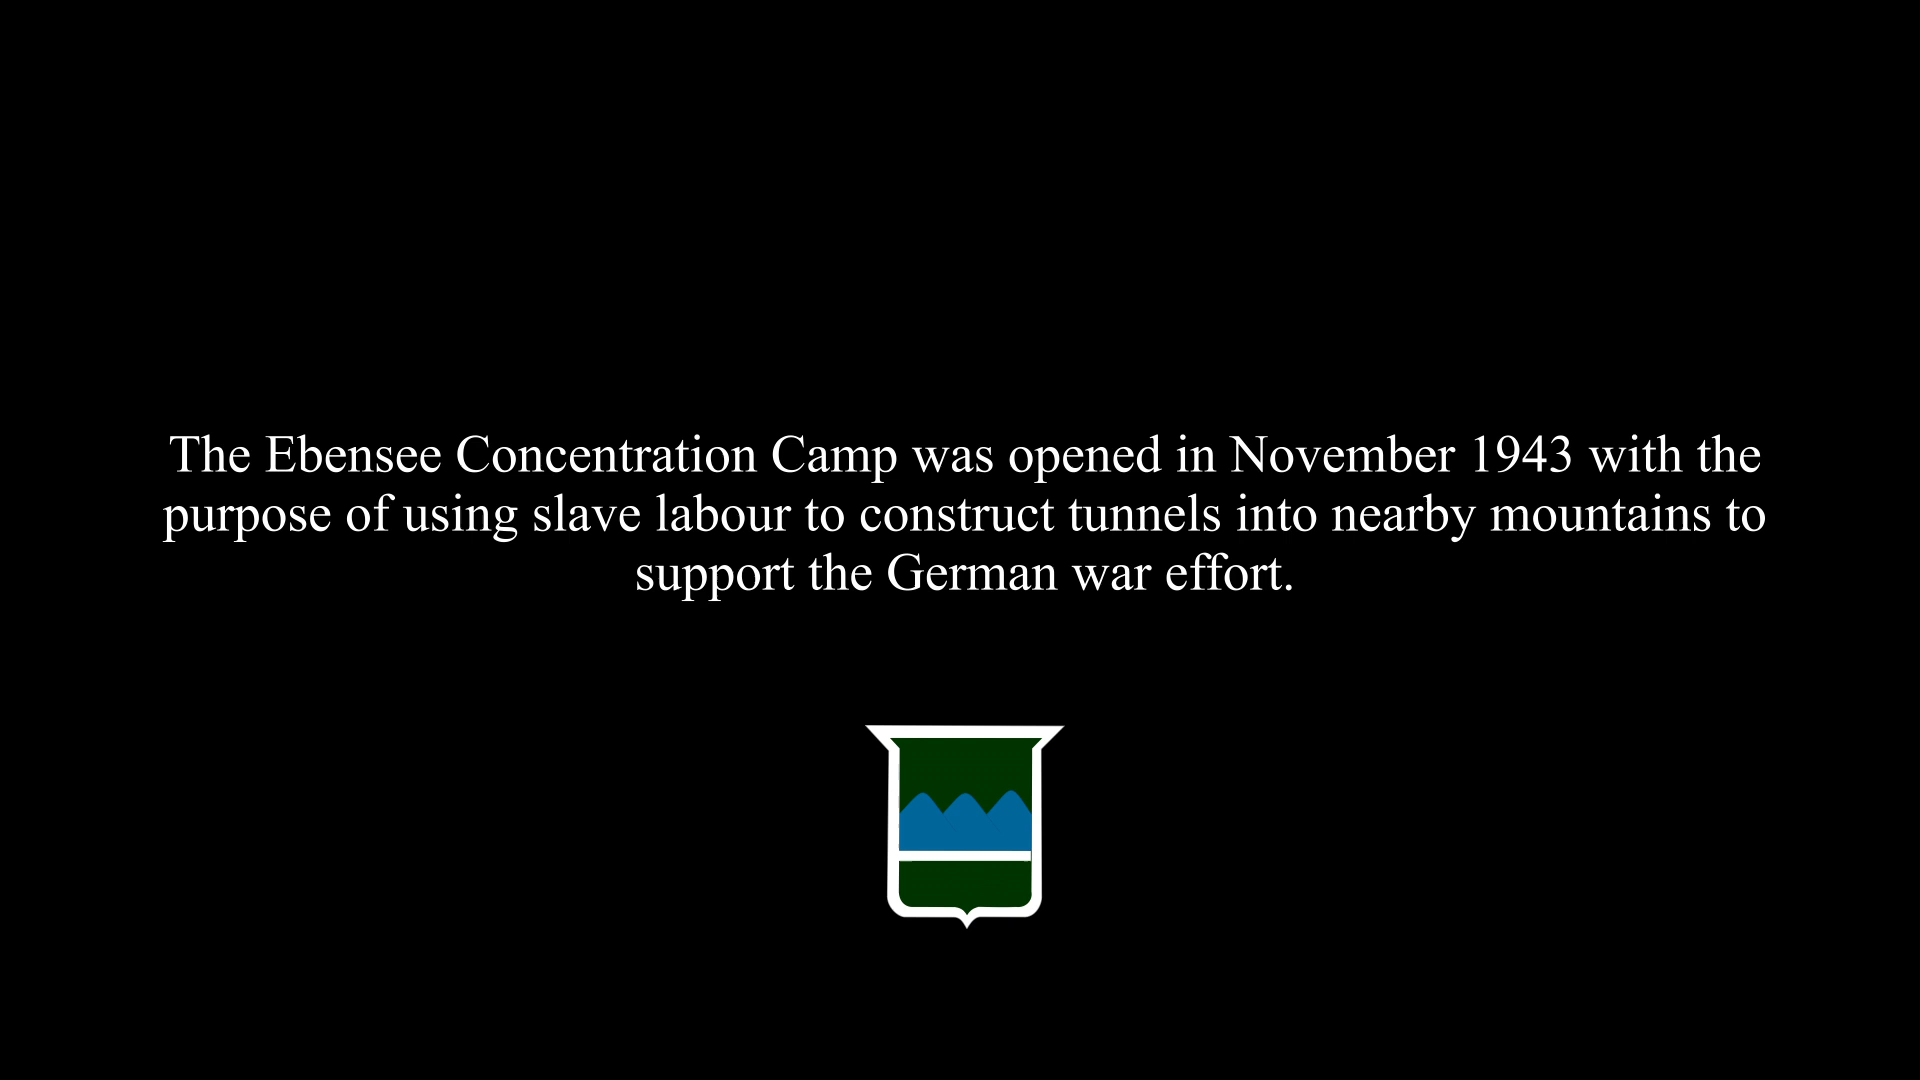 The Ebensee Concentration Camp was opened in November 1943 with the
purpose of using slave labour to construct tunnels into nearby mountains to
support the German war effort.